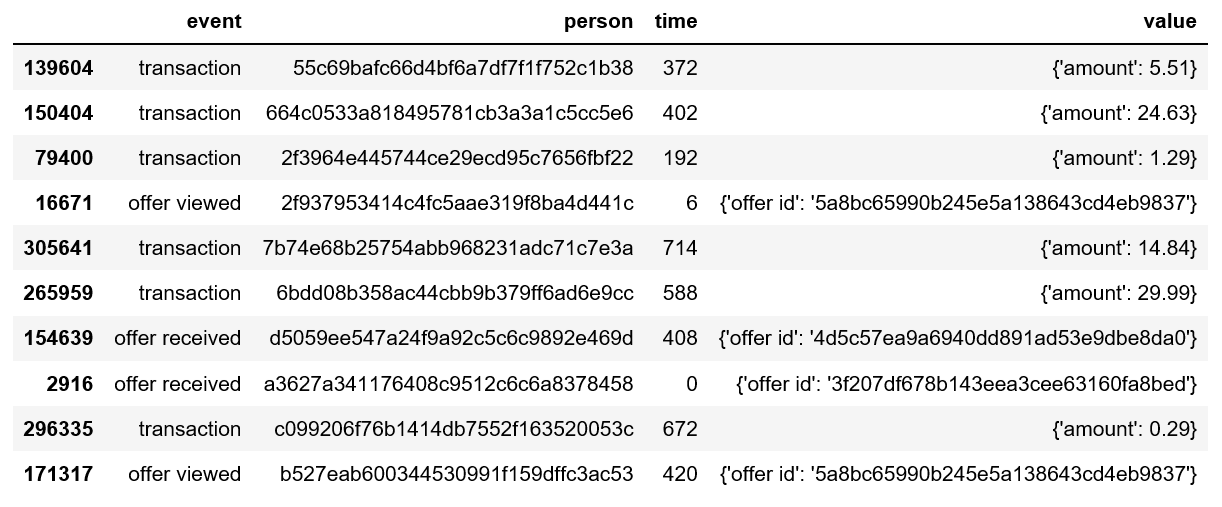 event person time value
139604 transaction 55c69bafc66d4bf6a7df7f1f752c1b38 372 {'amount': 5.51}
150404 transaction 664c0533a818495781cb3a3a1c5cc5e6 402 {'amount': 24.63}
79400 transaction 2f3964e445744ce29ecd95c7656fbf22 192 {'amount': 1.29}
16671 offer viewed 2f937953414c4fc5aae319f8ba4d441c 6 {'offer id': '5a8bc65990b245e5a138643cd4eb9837'}
305641 transaction 7b74e68b25754abb968231adc71c7e3a 714 {'amount': 14.84}
265959 transaction 6bdd08b358ac44cbb9b379ff6ad6e9cc 588 {'amount': 29.99}
154639 offer received d5059ee547a24f9a92c5c6c9892e469d 408 {'offer id': '4d5c57ea9a6940dd891ad53e9dbe8da0'}
2916 offer received a3627a341176408c9512c6c6a8378458 0 {'offer id': '3f207df678b143eea3cee63160fa8bed'}
296335 transaction c099206f76b1414db7552f163520053c 672 {'amount': 0.29}
171317 offer viewed b527eab600344530991f159dffc3ac53 420 {'offer id': '5a8bc65990b245e5a138643cd4eb9837'}